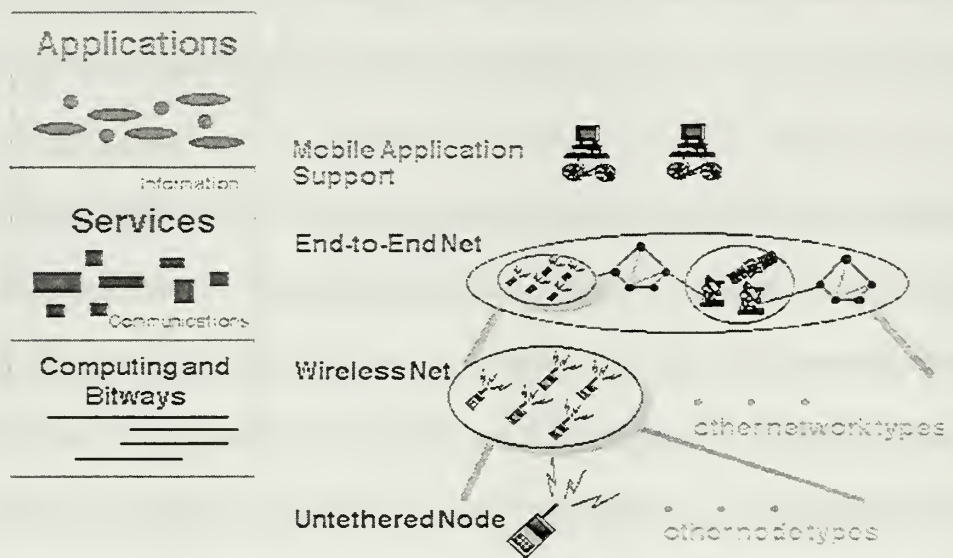 Applications
Information
Services
Communications
Computing and
Bitways
Mobile Application
Support
End-to-End Net
Wireless Net
other network types
Untethered Node
other node types